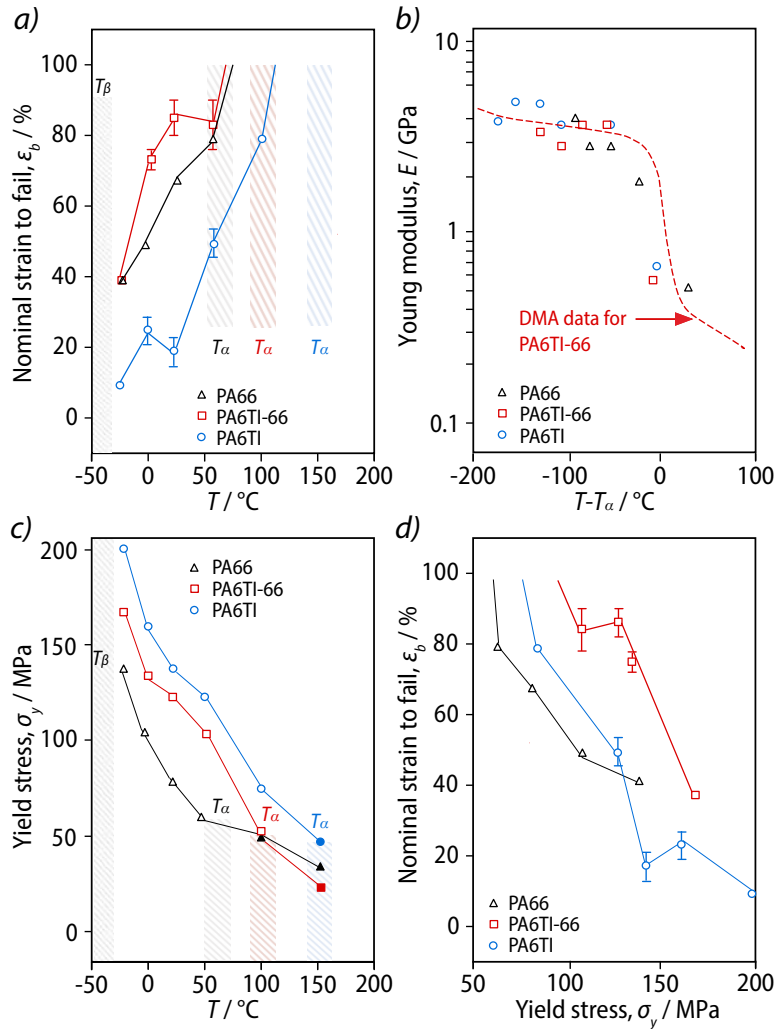 a)
Nominal strain to fail, ε_b / %
100
80
60
40
20
0
Tβ
Tα Tα Tα
PA66
PA6TI-66
PA6TI
-50 0 50 100 150 200
T / °C
b)
Young modulus, E / GPa
10
1
0.1
DMA data for
PA6TI-66
PA66
PA6TI-66
PA6TI
-200 -100 0 100
T-Tα / °C
c)
Yield stress, σ_y / MPa
200
150
100
50
0
PA66
PA6TI-66
PA6TI
Tβ
Tα Tα Tα
-50 0 50 100 150 200
T / °C
d)
Nominal strain to fail, ε_b / %
100
80
60
40
20
0
PA66
PA6TI-66
PA6TI
50 100 150 200
Yield stress, σ_y / MPa